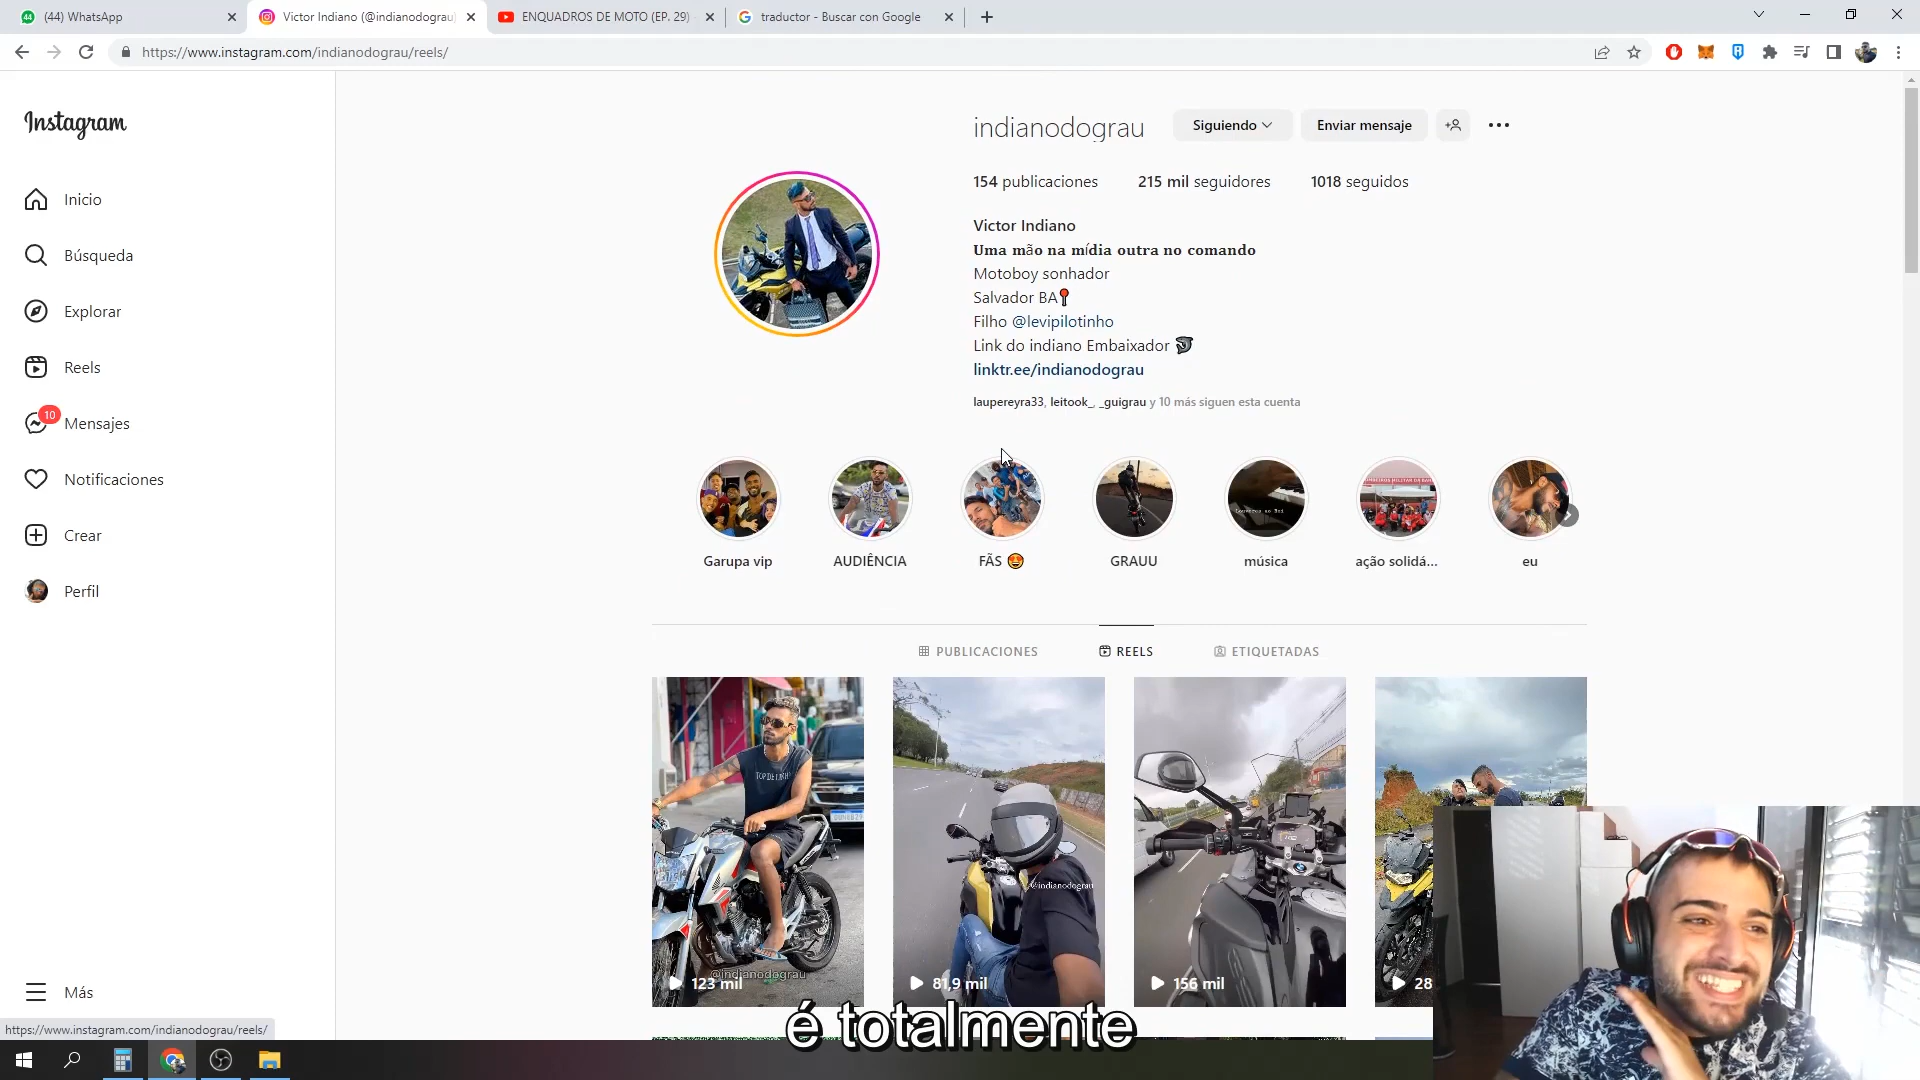 (44) WhatsApp
Victor Indiano (@indianodograu)
ENQUADROS DE MOTO (EP. 29)
traductor - Buscar con Google
https://www.instagram.com/indianodograu/reels/
Instagram
Inicio
Búsqueda
Explorar
Reels
10
Mensajes
Notificaciones
Crear
Perfil
Más
indianodograu
Siguiendo
Enviar mensaje
154 publicaciones
215 mil seguidores
1018 seguidos
Victor Indiano
Uma mão na mídia outra no comando
Motoboy sonhador
Salvador BA📍
Filho @levipilotinho
Link do indiano Embaixador
linktr.ee/indianodograu
laupereyra33, leitook_, _guigrau y 10 más siguen esta cuenta
Garupa vip
AUDIÊNCIA
FÃS 🤩
GRAUU
música
ação solidá...
eu
PUBLICACIONES
REELS
ETIQUETADAS
@indianodograu
@indianodograu
123 mil
81,9 mil
156 mil
28
é totalmente
https://www.instagram.com/indianodograu/reels/